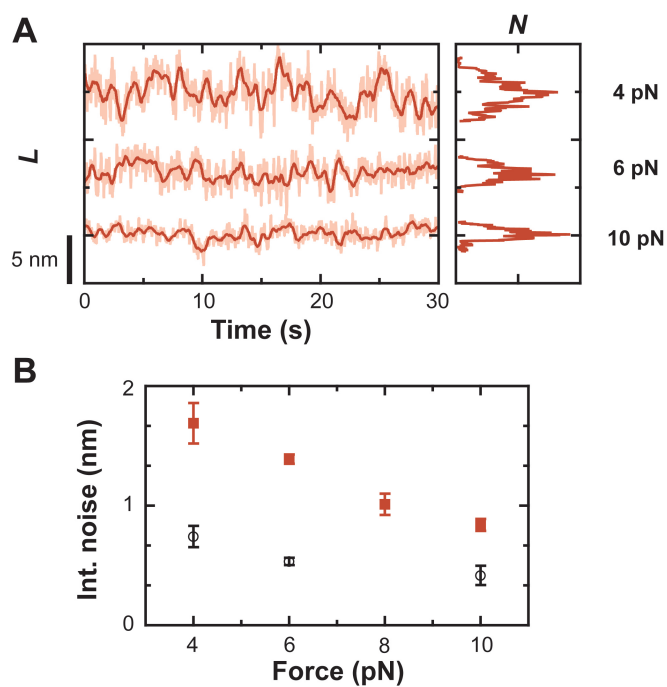 A
N
L
4 pN
6 pN
10 pN
5 nm
0 10 20 30
Time (s)
B
2
1
0
Int. noise (nm)
4 6 8 10
Force (pN)